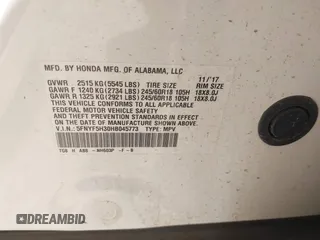 MFD. BY HONDA MFG. OF ALABAMA, LLC 11/17
GVWR 2515 KG (5545 LBS) TIRE SIZE RIM SIZE
GAWR F 1240 KG (2734 LBS) 245/60R18 105H 18X8.0J
GAWR R 1325 KG (2921 LBS) 245/60R18 105H 18X8.0J
THIS VEHICLE CONFORMS TO ALL APPLICABLE
FEDERAL MOTOR VEHICLE SAFETY
STANDARDS IN EFFECT ON THE DATE
OF MANUFACTURE SHOWN ABOVE.
V.I.N.: 5FNYF5H30HB045773 TYPE: MPV
DREAMBID